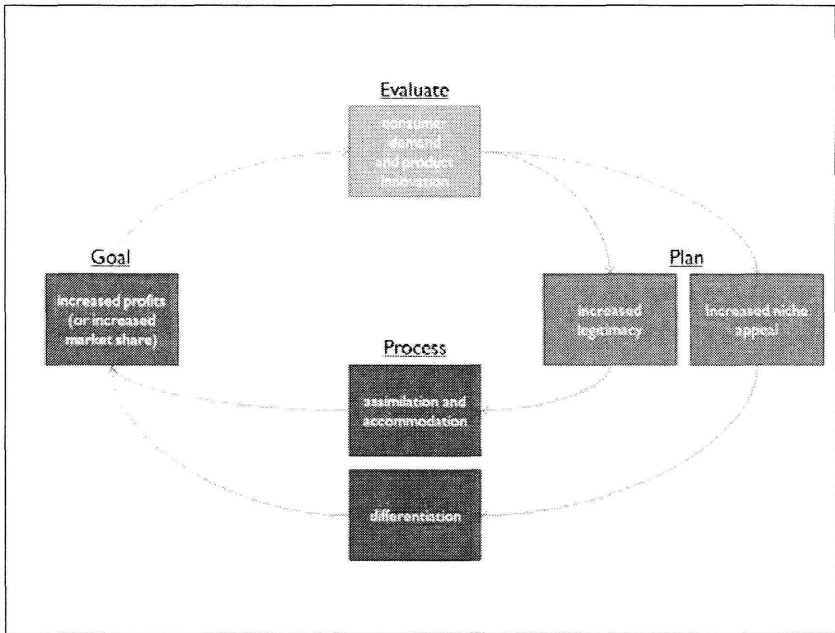 Evaluate
consumer
demand
and product
innovation
Goal
increased profits
(or increased
market share)
Plan
increased
legitimacy
Increased niche
appeal
Process
assimilation and
accommodation
differentiation